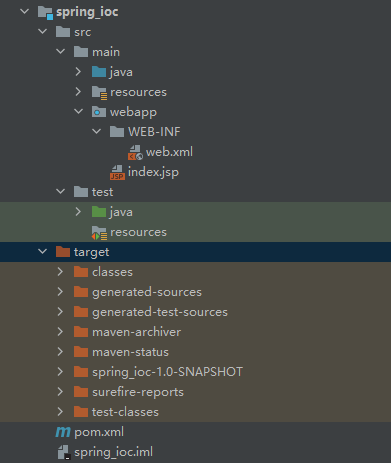 spring_ioc
src
main
java
resources
webapp
WEB-INF
web.xml
JSP index.jsp
test
java
resources
target
classes
generated-sources
generated-test-sources
maven-archiver
maven-status
spring_ioc-1.0-SNAPSHOT
surefire-reports
test-classes
m pom.xml
spring_ioc.iml